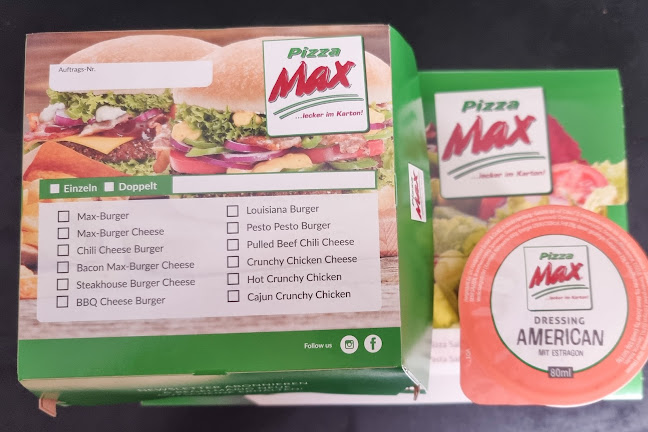 Auftrags-Nr.
Pizza
Max
...lecker im Karton!
Einzeln Doppelt
Max-Burger
Max-Burger Cheese
Chili Cheese Burger
Bacon Max-Burger Cheese
Steakhouse Burger Cheese
BBQ Cheese Burger
Louisiana Burger
Pesto Pesto Burger
Pulled Beef Chili Cheese
Crunchy Chicken Cheese
Hot Crunchy Chicken
Cajun Crunchy Chicken
Follow us
NEWSLETTER ABONNIEREN
Max
Pizza
Max
...lecker im Karton!
Pizza
Max
DRESSING
AMERICAN
MIT ESTRAGON
80ml